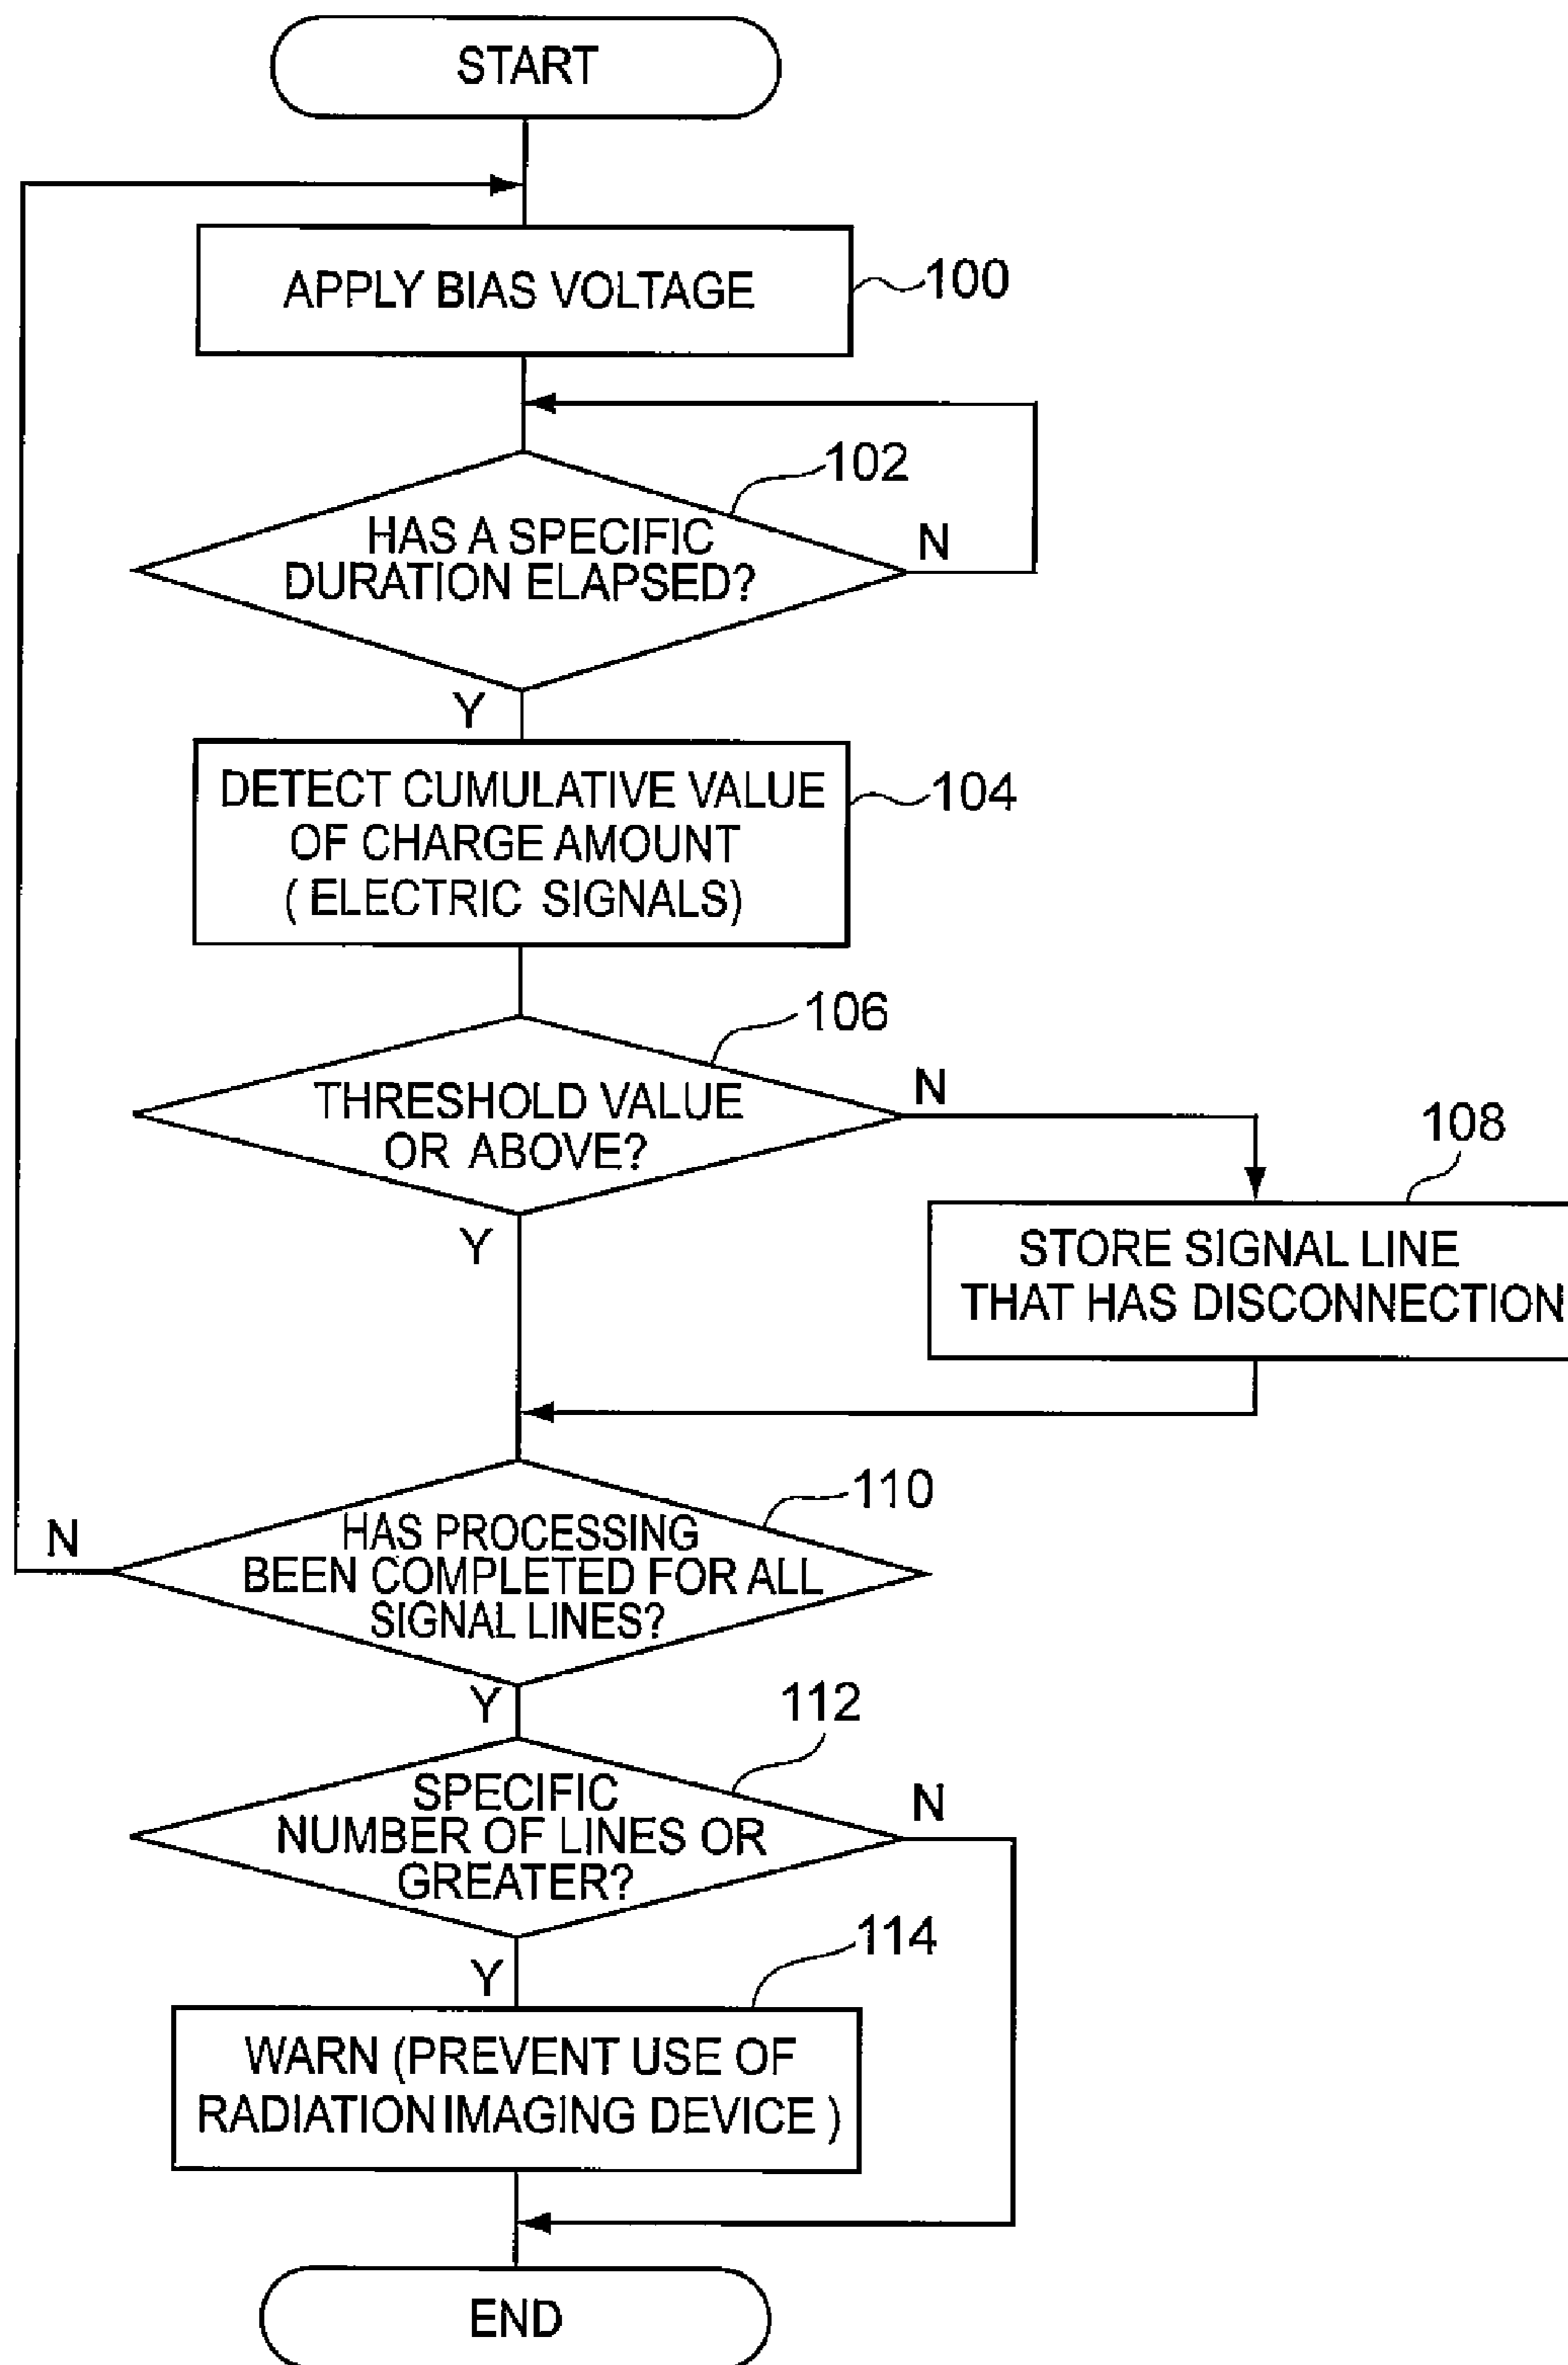 START
APPLY BIAS VOLTAGE
100
102
HAS A SPECIFIC
DURATION ELAPSED?
N
Y
DETECT CUMULATIVE VALUE
OF CHARGE AMOUNT
( ELECTRIC SIGNALS)
104
106
THRESHOLD VALUE
OR ABOVE?
N
108
Y
STORE SIGNAL LINE
THAT HAS DISCONNECTION
110
HAS PROCESSING
BEEN COMPLETED FOR ALL
SIGNAL LINES?
N
Y
112
SPECIFIC
NUMBER OF LINES OR
GREATER?
N
114
Y
WARN (PREVENT USE OF
RADIATION IMAGING DEVICE )
END